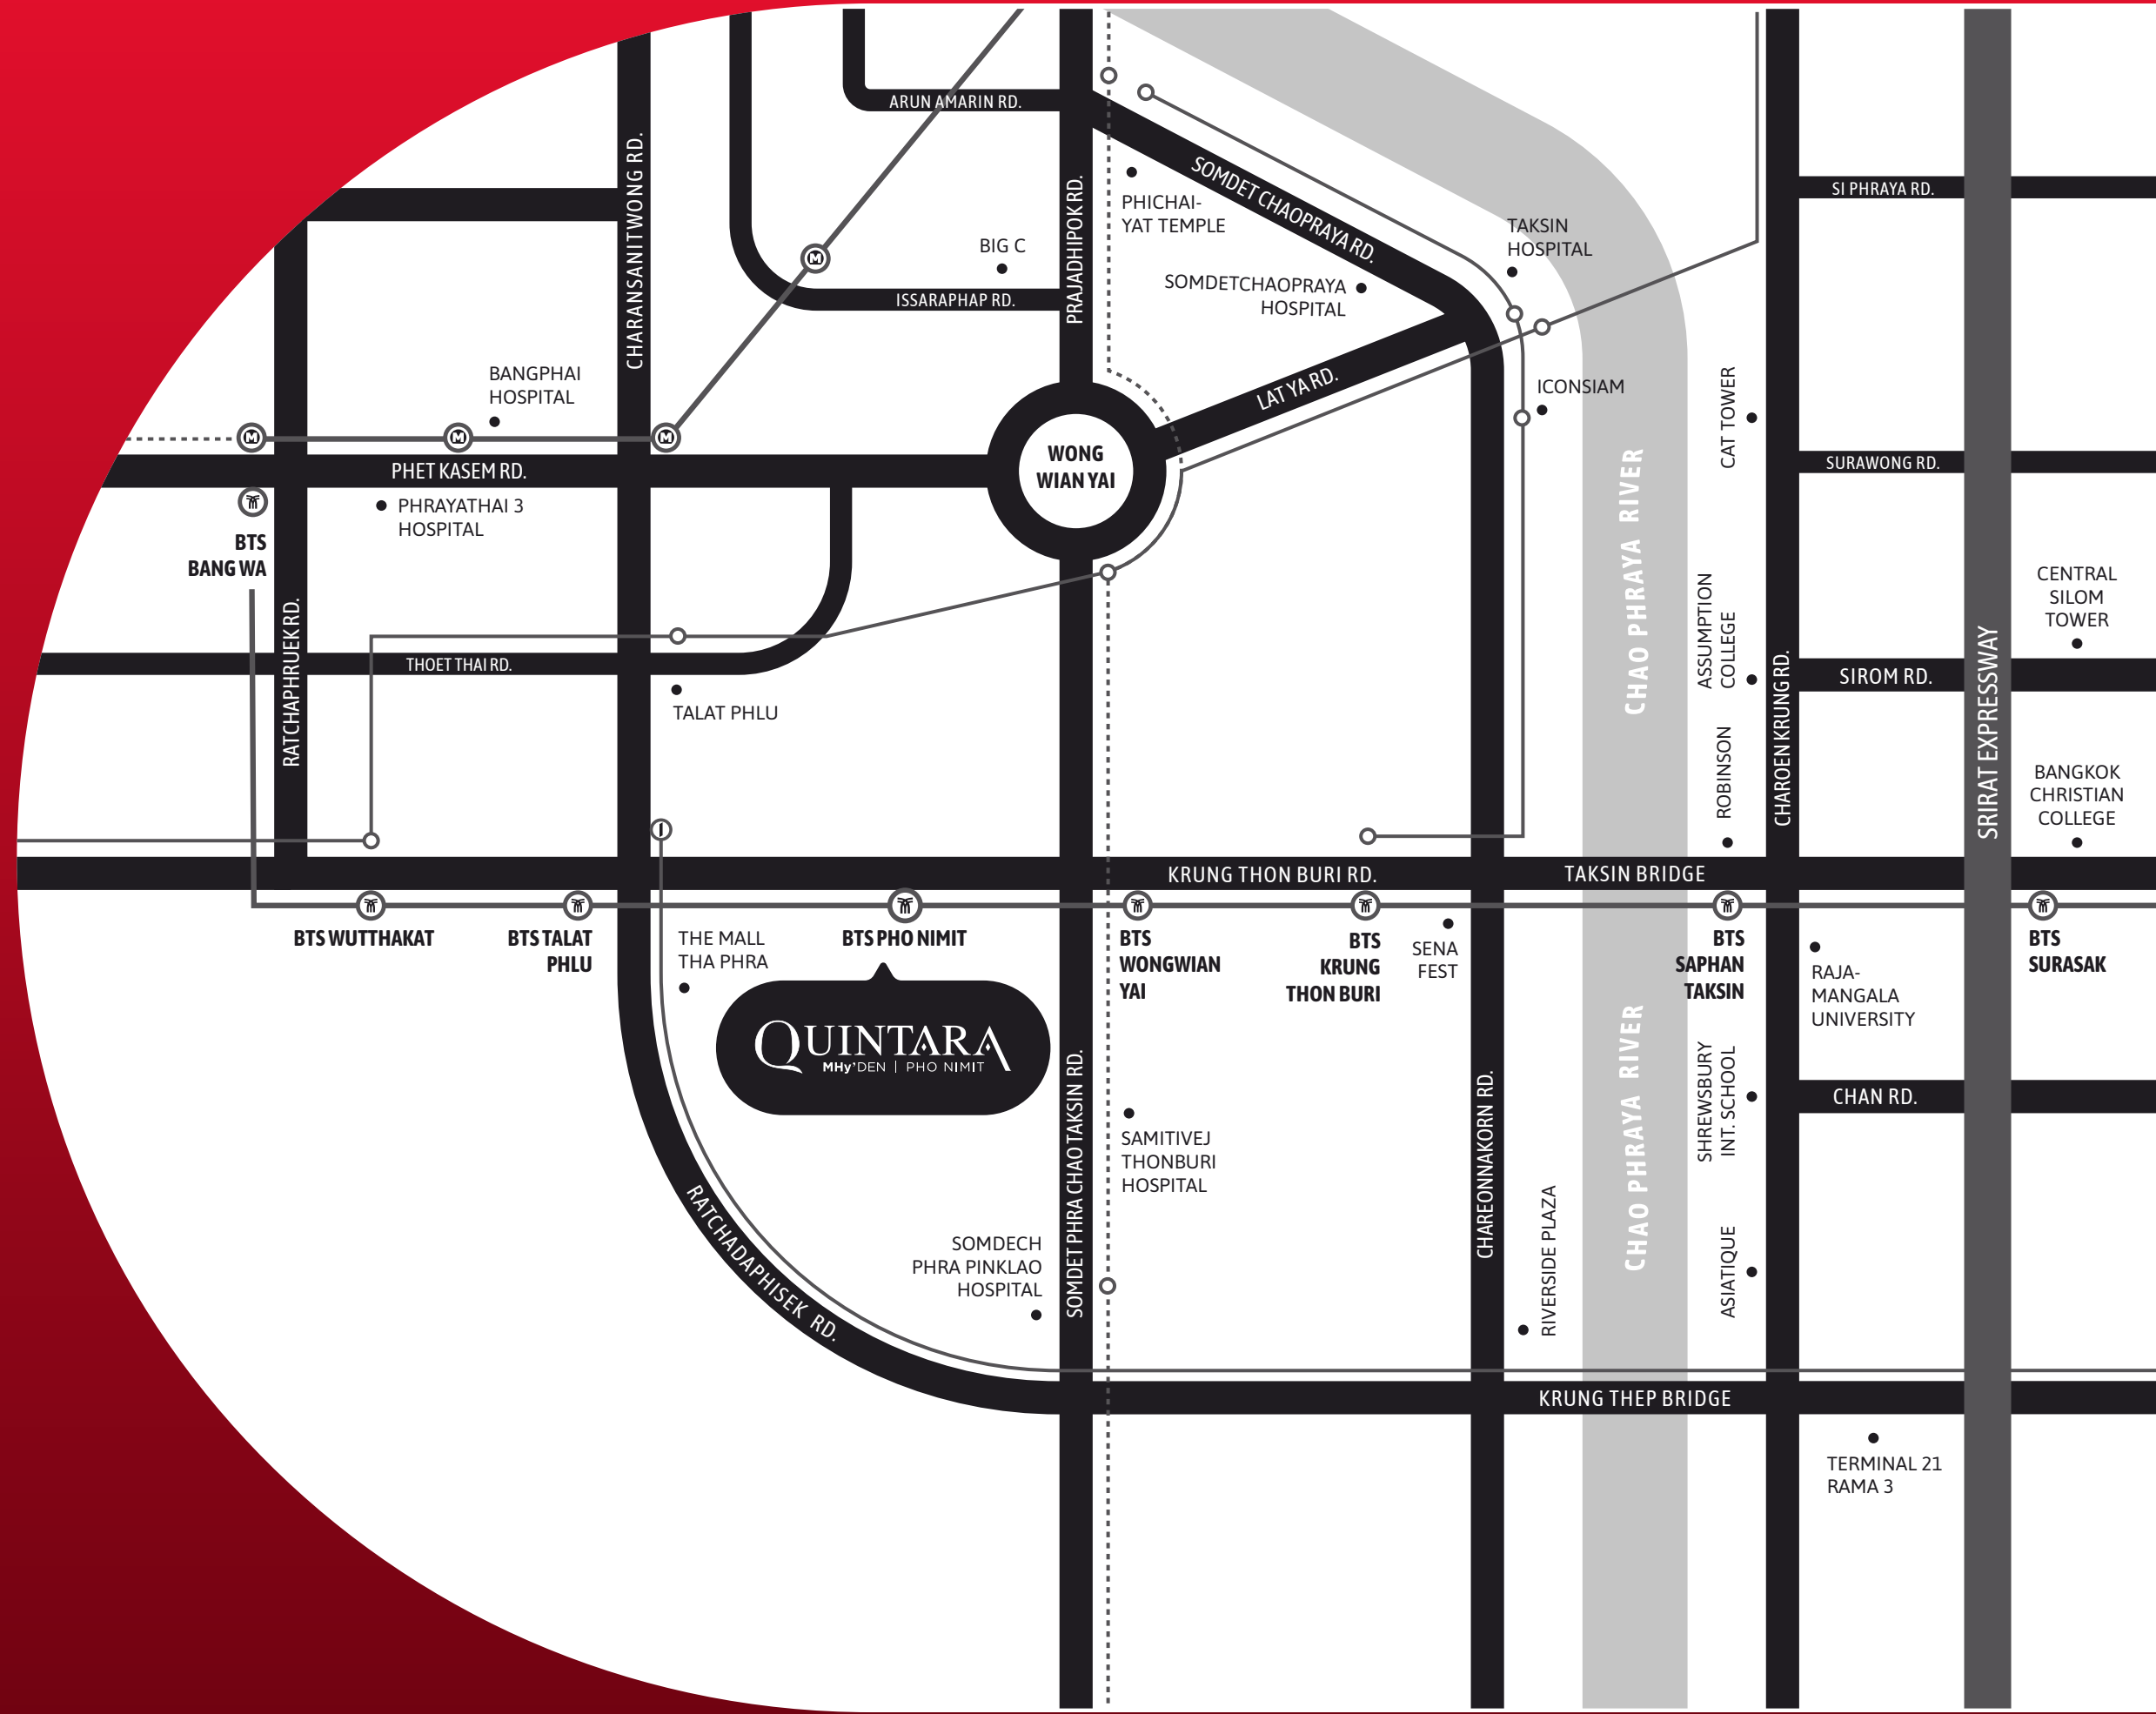 ARUN AMARIN RD.
CHARANSANITWONG RD.
PRAJADHIPOK RD.
SOMDET CHAOPRAYA RD.
PHICHAI-
YAT TEMPLE
SI PHRAYA RD.
TAKSIN
HOSPITAL
BIG C
ISSARAPHAP RD.
SOMDETCHAOPRAYA
HOSPITAL
BANGPHAI
HOSPITAL
LAT YA RD.
ICONSIAM
CAT TOWER
M
M
M
M
PHET KASEM RD.
WONG
WIAN YAI
SURAWONG RD.
CHAO PHRAYA RIVER
PHRAYATHAI 3
HOSPITAL
BTS
BANG WA
RATCHAPHRUEK RD.
THOET THAI RD.
TALAT PHLU
ASSUMPTION
COLLEGE
CENTRAL
SILOM
TOWER
SIROM RD.
CHAROEN KRUNG RD.
SRIRAT EXPRESSWAY
ROBINSON
BANGKOK
CHRISTIAN
COLLEGE
KRUNG THON BURI RD.
TAKSIN BRIDGE
BTS WUTTHAKAT
BTS TALAT
PHLU
THE MALL
THA PHRA
BTS PHO NIMIT
BTS
WONGWIAN
YAI
BTS
KRUNG
THON BURI
SENA
FEST
BTS
SAPHAN
TAKSIN
RAJA-
MANGALA
UNIVERSITY
BTS
SURASAK
QUINTARA
MHy'DEN | PHO NIMIT
SOMDET PHRA CHAO TAKSIN RD.
CHAREONNAKORN RD.
CHAO PHRAYA RIVER
SHREWSBURY
INT. SCHOOL
CHAN RD.
SAMITIVEJ
THONBURI
HOSPITAL
RATCHADAPHISEK RD.
SOMDECH
PHRA PINKLAO
HOSPITAL
RIVERSIDE PLAZA
ASIATIQUE
KRUNG THEP BRIDGE
TERMINAL 21
RAMA 3